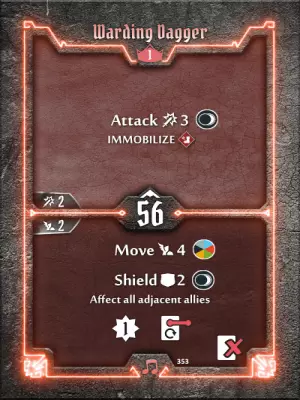 Warding Dagger
1
Attack 3
IMMOBILIZE
2
56
2
Move 4
Shield 2
Affect all adjacent allies
1
353